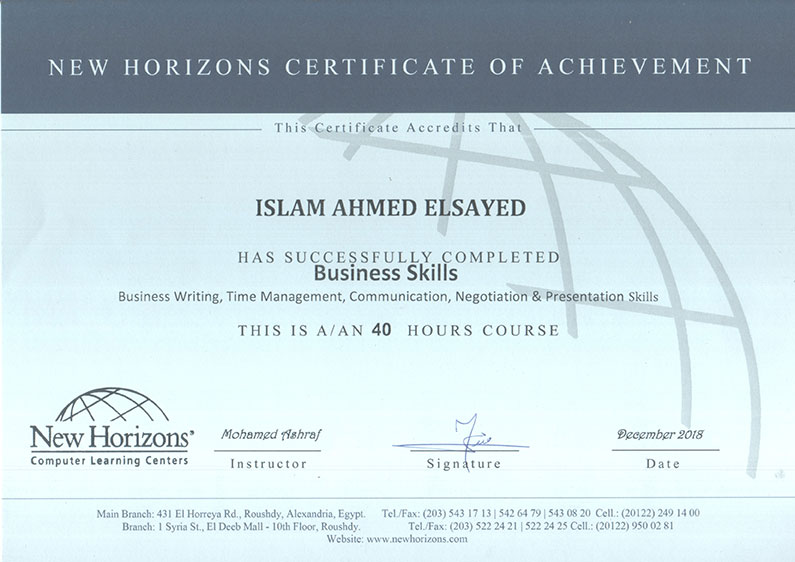 NEW HORIZONS CERTIFICATE OF ACHIEVEMENT
This Certificate Accredits That
ISLAM AHMED ELSAYED
HAS SUCCESSFULLY COMPLETED
Business Skills
Business Writing, Time Management, Communication, Negotiation & Presentation Skills
THIS IS A/AN 40 HOURS COURSE
New Horizons®
Computer Learning Centers
Mohamed Ashraf
Instructor
Signature
December 2018
Date
Main Branch: 431 El Horreya Rd., Roushdy, Alexandria, Egypt. Tel./Fax: (203) 543 17 13 | 542 64 79 | 543 08 20 Cell.: (20122) 249 14 00
Branch: 1 Syria St., El Deeb Mall - 10th Floor, Roushdy. Tel./Fax: (203) 522 24 21 | 522 24 25 Cell.: (20122) 950 02 81
Website: www.newhorizons.com